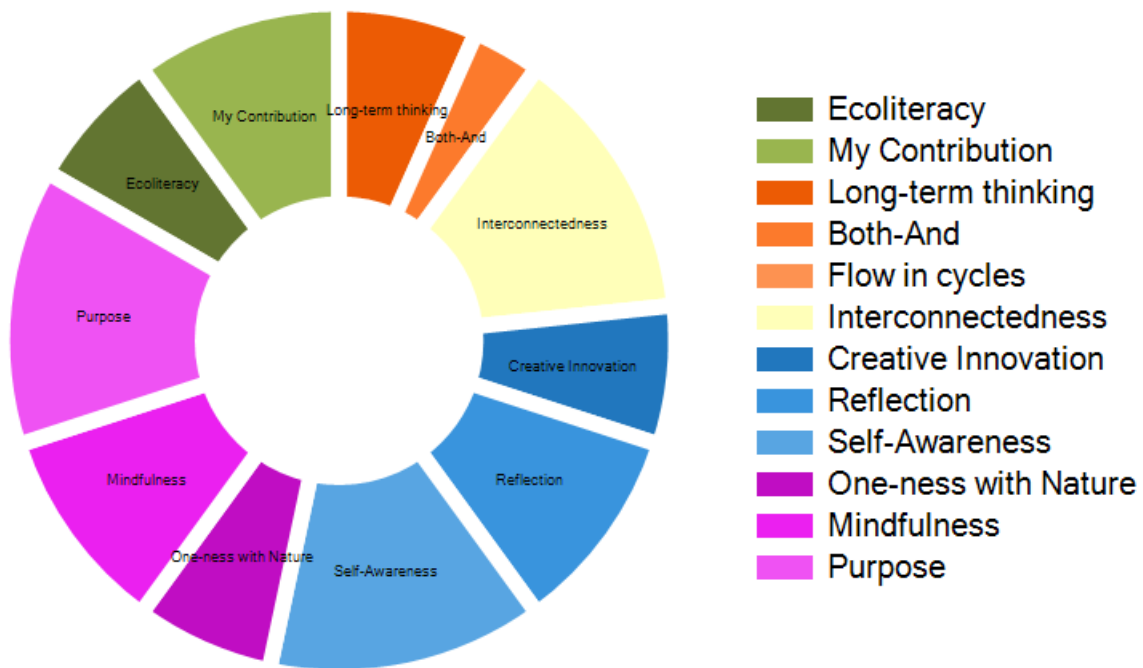 My Contribution
Long-term thinking
Both-And
Ecoliteracy
Interconnectedness
Purpose
Creative Innovation
Mindfulness
Reflection
One-ness with Nature
Self-Awareness
Ecoliteracy
My Contribution
Long-term thinking
Both-And
Flow in cycles
Interconnectedness
Creative Innovation
Reflection
Self-Awareness
One-ness with Nature
Mindfulness
Purpose